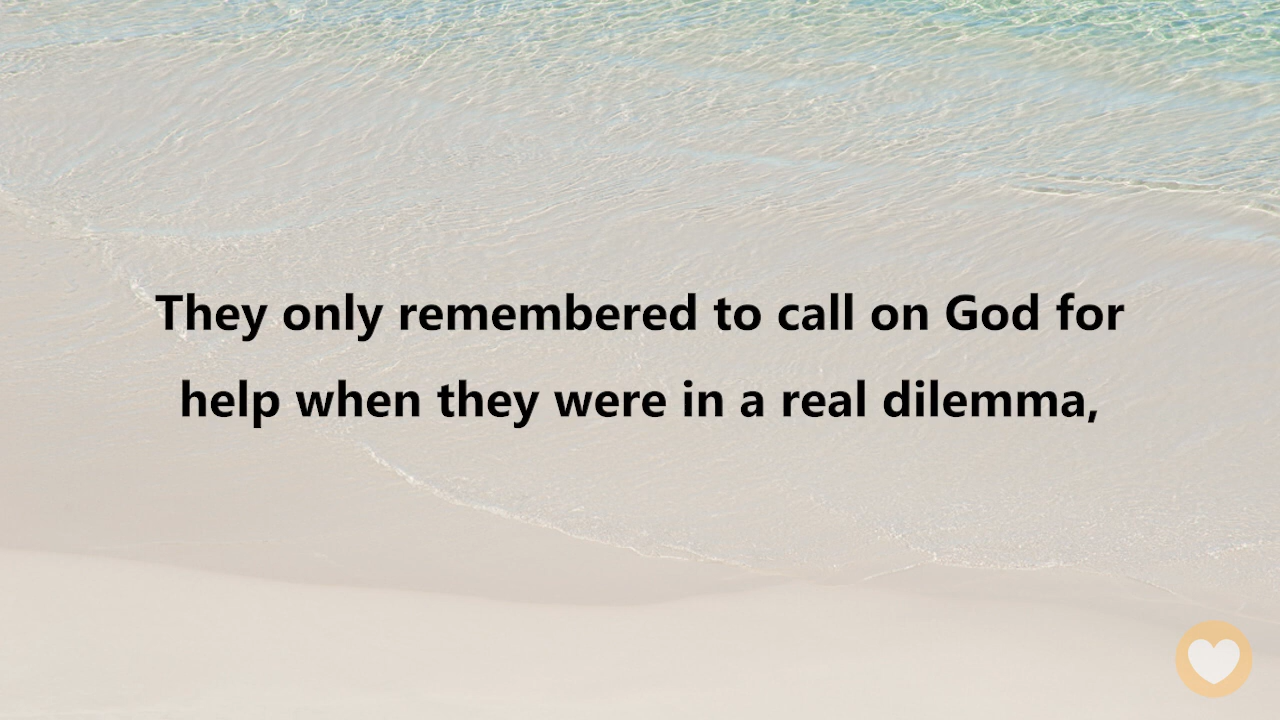 They only remembered to call on God for
help when they were in a real dilemma,